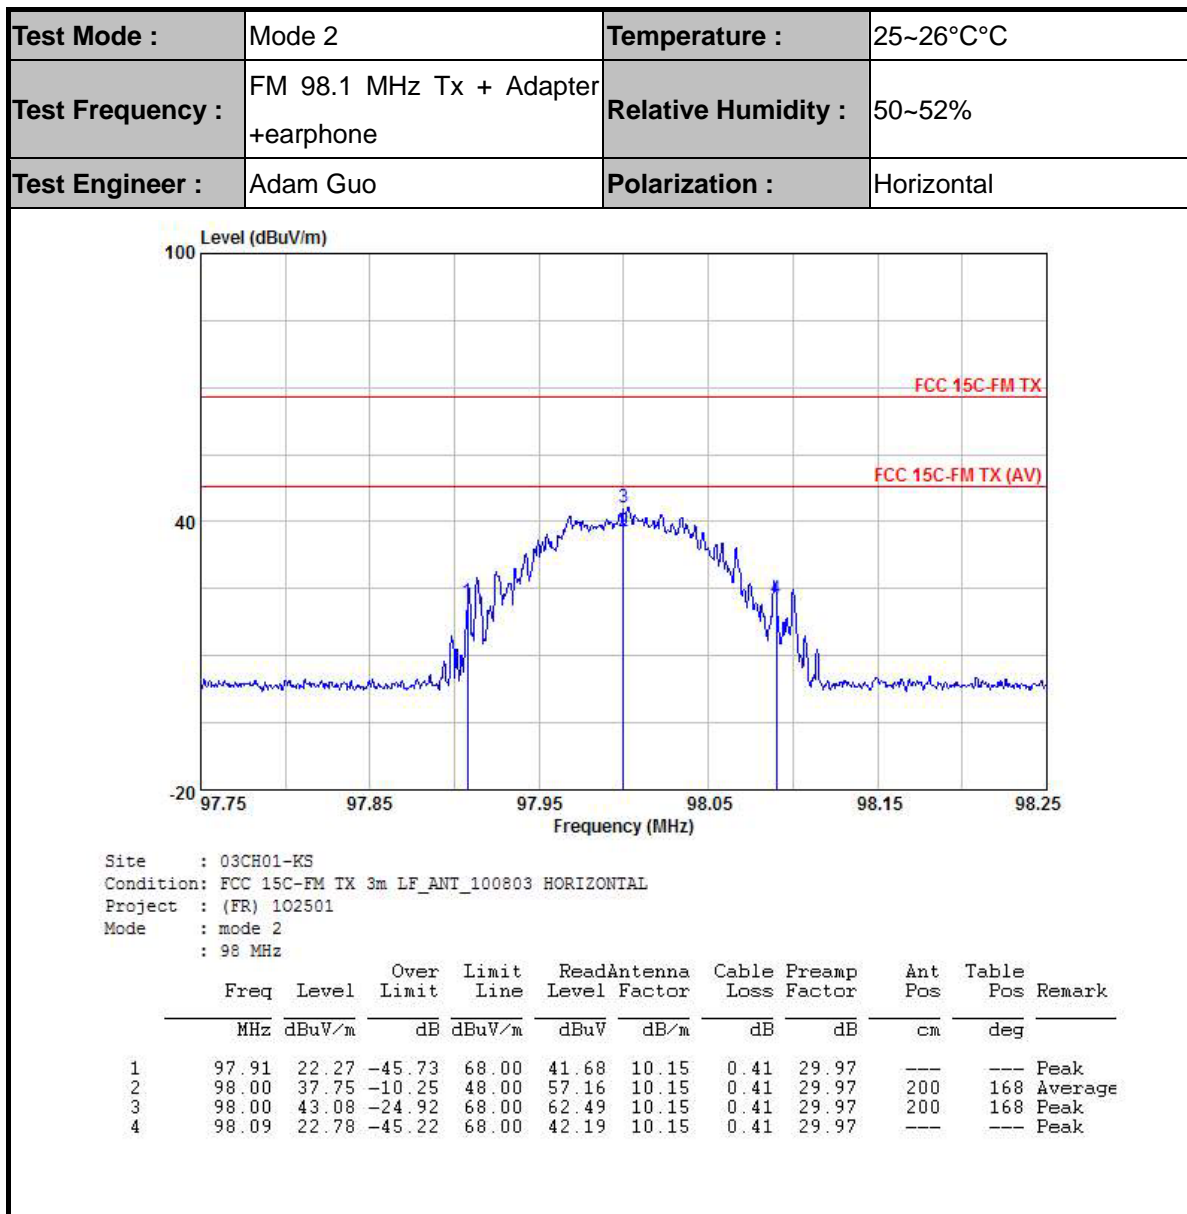 Test Mode : Mode 2 Temperature : 25~26°C°C
Test Frequency : FM 98.1 MHz Tx + Adapter +earphone Relative Humidity : 50~52%
Test Engineer : Adam Guo Polarization : Horizontal
Level (dBuV/m)
100
FCC 15C-FM TX
FCC 15C-FM TX (AV)
3
40
2
1
4
-20
97.75 97.85 97.95 98.05 98.15 98.25
Frequency (MHz)
Site : 03CH01-KS
Condition: FCC 15C-FM TX 3m LF_ANT_100803 HORIZONTAL
Project : (FR) 102501
Mode : mode 2
: 98 MHz
Over Limit ReadAntenna Cable Preamp Ant Table
Freq Level Limit Line Level Factor Loss Factor Pos Pos Remark
MHz dBuV/m dB dBuV/m dBuV dB/m dB dB cm deg
1 97.91 22.27 -45.73 68.00 41.68 10.15 0.41 29.97 --- --- Peak
2 98.00 37.75 -10.25 48.00 57.16 10.15 0.41 29.97 200 168 Average
3 98.00 43.08 -24.92 68.00 62.49 10.15 0.41 29.97 200 168 Peak
4 98.09 22.78 -45.22 68.00 42.19 10.15 0.41 29.97 --- --- Peak